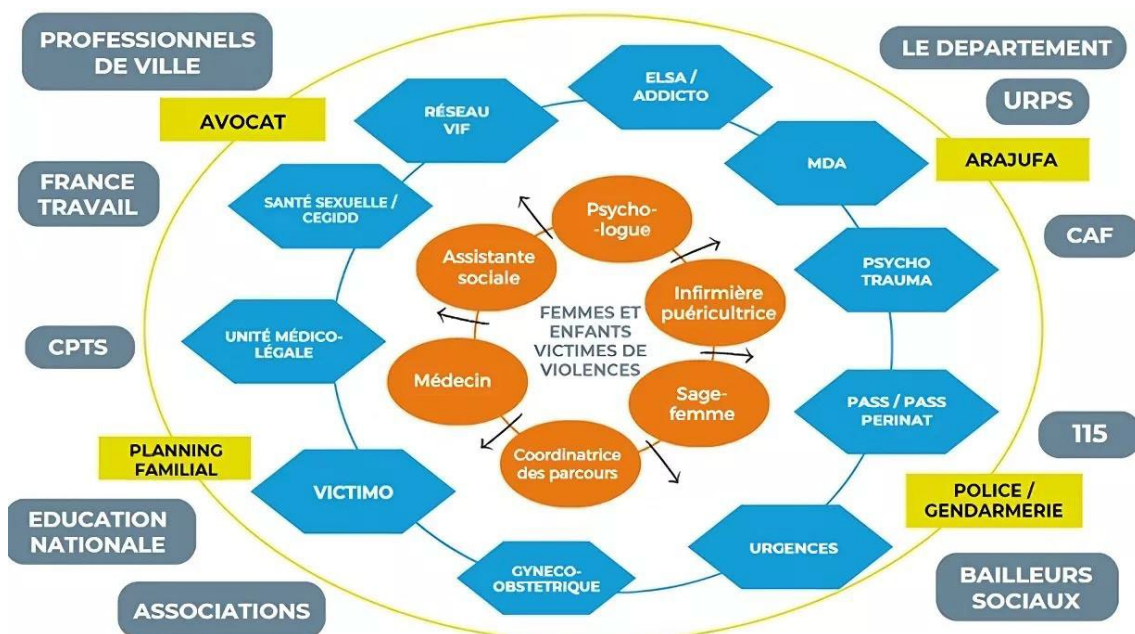 PROFESSIONNELS
DE VILLE
LE DEPARTEMENT
URPS
AVOCAT
RÉSEAU
VIF
ELSA /
ADDICTO
MDA
ARAJUFA
FRANCE
TRAVAIL
SANTÉ SEXUELLE /
CEGIDD
Psycho-
-logue
Assistante
sociale
CAF
PSYCHO
TRAUMA
Infirmière
puéricultrice
FEMMES ET
ENFANTS
VICTIMES DE
VIOLENCES
CPTS
UNITÉ MÉDICO-
LÉGALE
Médecin
Sage-
femme
PASS / PASS
PERINAT
115
PLANNING
FAMILIAL
Coordinatrice
des parcours
VICTIMO
POLICE /
GENDARMERIE
EDUCATION
NATIONALE
URGENCES
GYNECO-
OBSTETRIQUE
ASSOCIATIONS
BAILLEURS
SOCIAUX